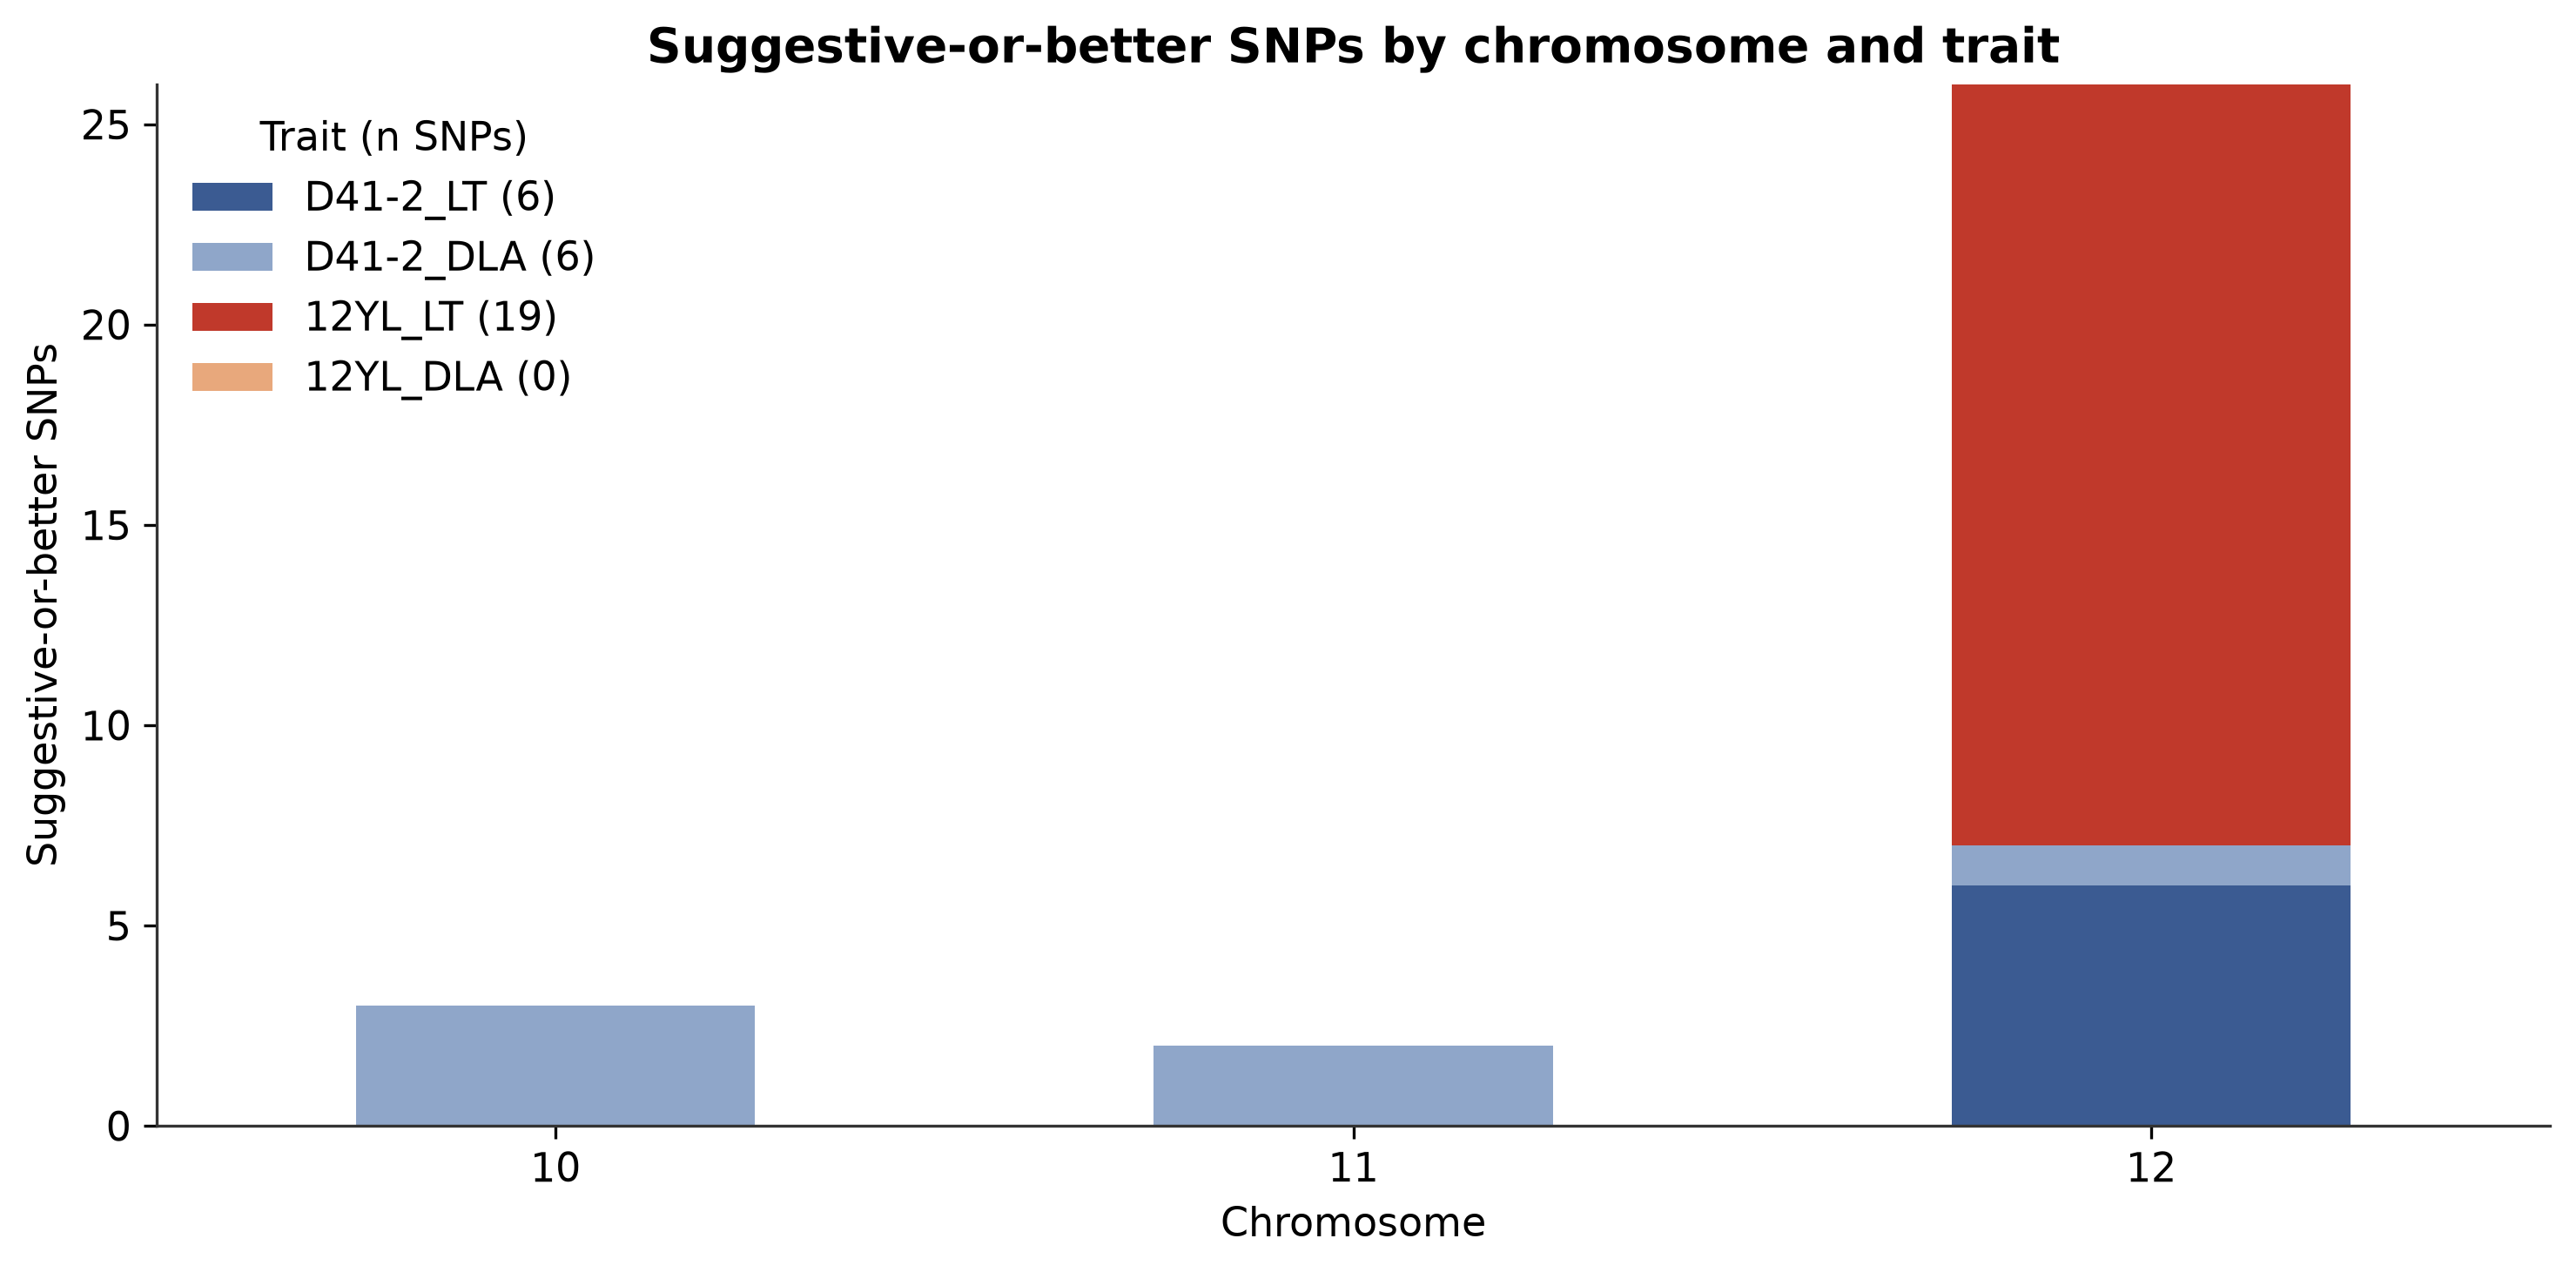 Suggestive-or-better SNPs by chromosome and trait
Trait (n SNPs)
D41-2_LT (6)
D41-2_DLA (6)
12YL_LT (19)
12YL_DLA (0)
Suggestive-or-better SNPs
25
20
15
10
5
0
10
11
12
Chromosome